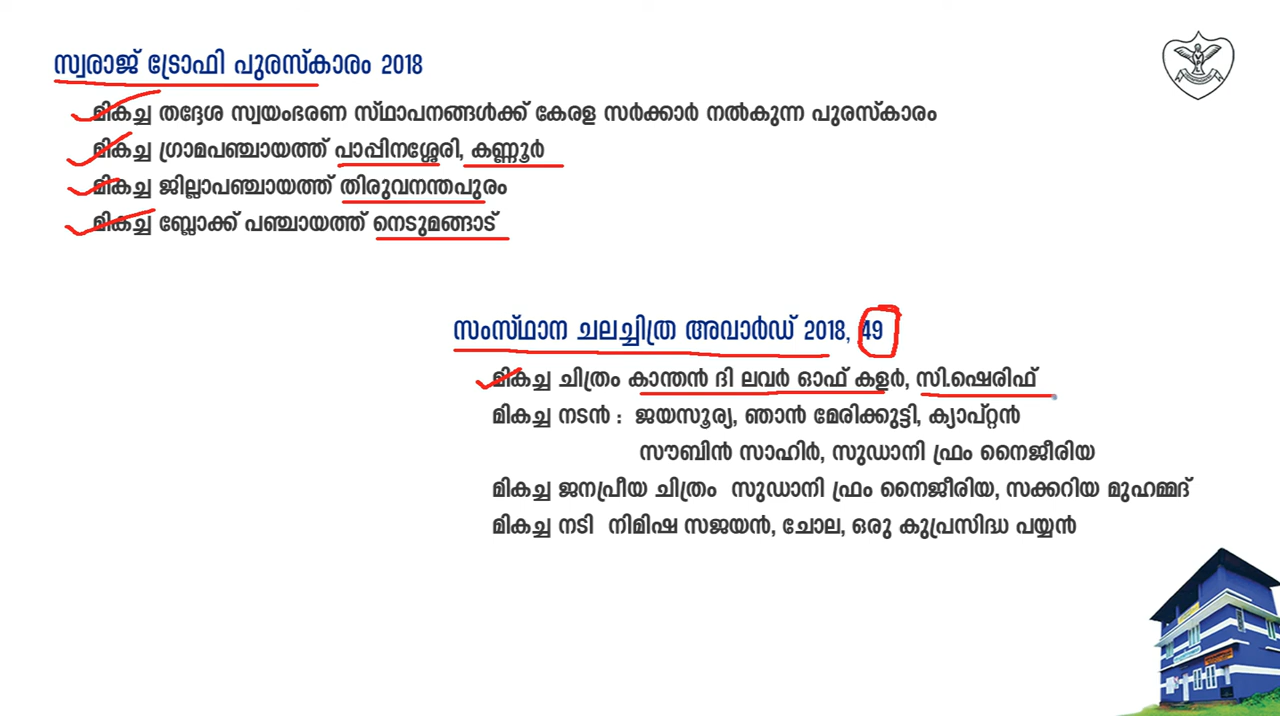 സ്വരാജ് ട്രോഫി പുരസ്കാരം 2018
മികച്ച തദ്ദേശ സ്വയംഭരണ സ്ഥാപനങ്ങൾക്ക് കേരള സർക്കാർ നൽകുന്ന പുരസ്കാരം
മികച്ച ഗ്രാമപഞ്ചായത്ത് പാപ്പിനശ്ശേരി, കണ്ണൂർ
മികച്ച ജില്ലാപഞ്ചായത്ത് തിരുവനന്തപുരം
മികച്ച ബ്ലോക്ക് പഞ്ചായത്ത് നെടുമങ്ങാട്
സംസ്ഥാന ചലച്ചിത്ര അവാർഡ് 2018, 49
മികച്ച ചിത്രം കാന്തൻ ദി ലവർ ഓഫ് കളർ, സി.ഷെരിഫ്
മികച്ച നടൻ : ജയസൂര്യ, ഞാൻ മേരിക്കുട്ടി, ക്യാപ്റ്റൻ
സൗബിൻ സാഹിർ, സുഡാനി ഫ്രം നൈജീരിയ
മികച്ച ജനപ്രീയ ചിത്രം സുഡാനി ഫ്രം നൈജീരിയ, സക്കറിയ മുഹമ്മദ്
മികച്ച നടി നിമിഷ സജയൻ, ചോല, ഒരു കുപ്രസിദ്ധ പയ്യൻ